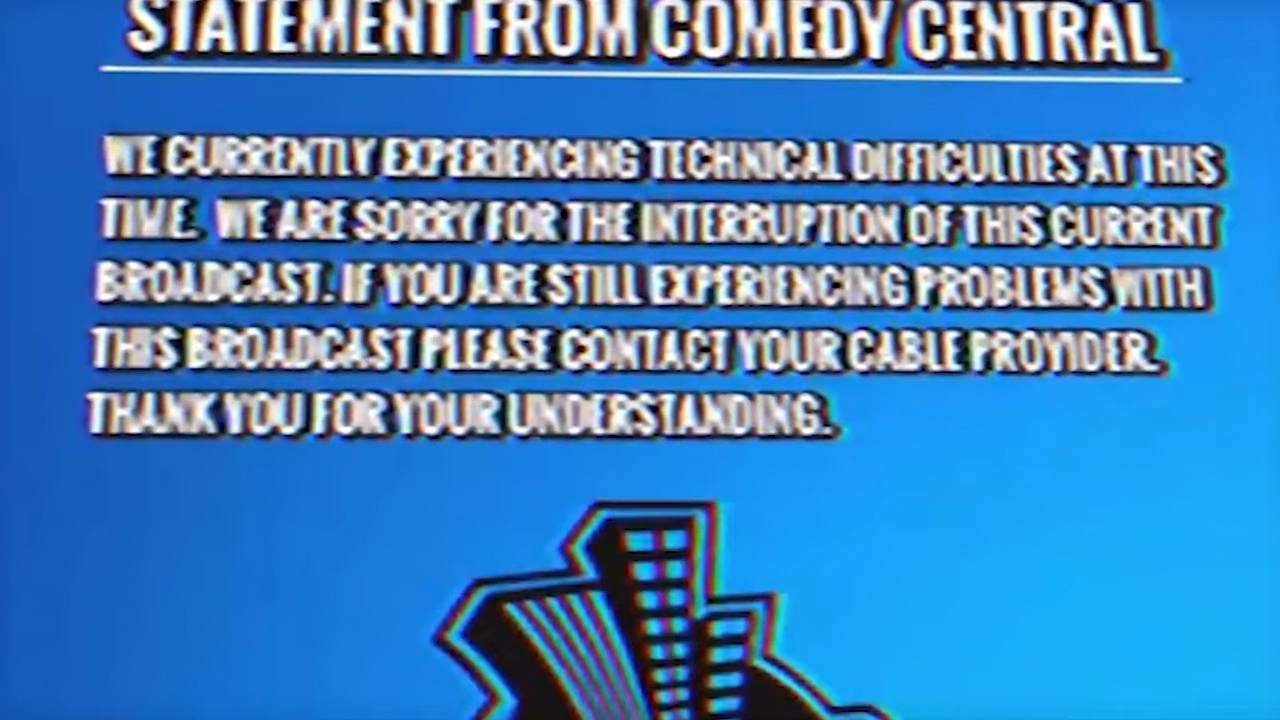 STATEMENT FROM COMEDY CENTRAL
WE CURRENTLY EXPERIENCING TECHNICAL DIFFICULTIES AT THIS
TIME. WE ARE SORRY FOR THE INTERRUPTION OF THIS CURRENT
BROADCAST. IF YOU ARE STILL EXPERIENCING PROBLEMS WITH
THIS BROADCAST PLEASE CONTACT YOUR CABLE PROVIDER.
THANK YOU FOR YOUR UNDERSTANDING.